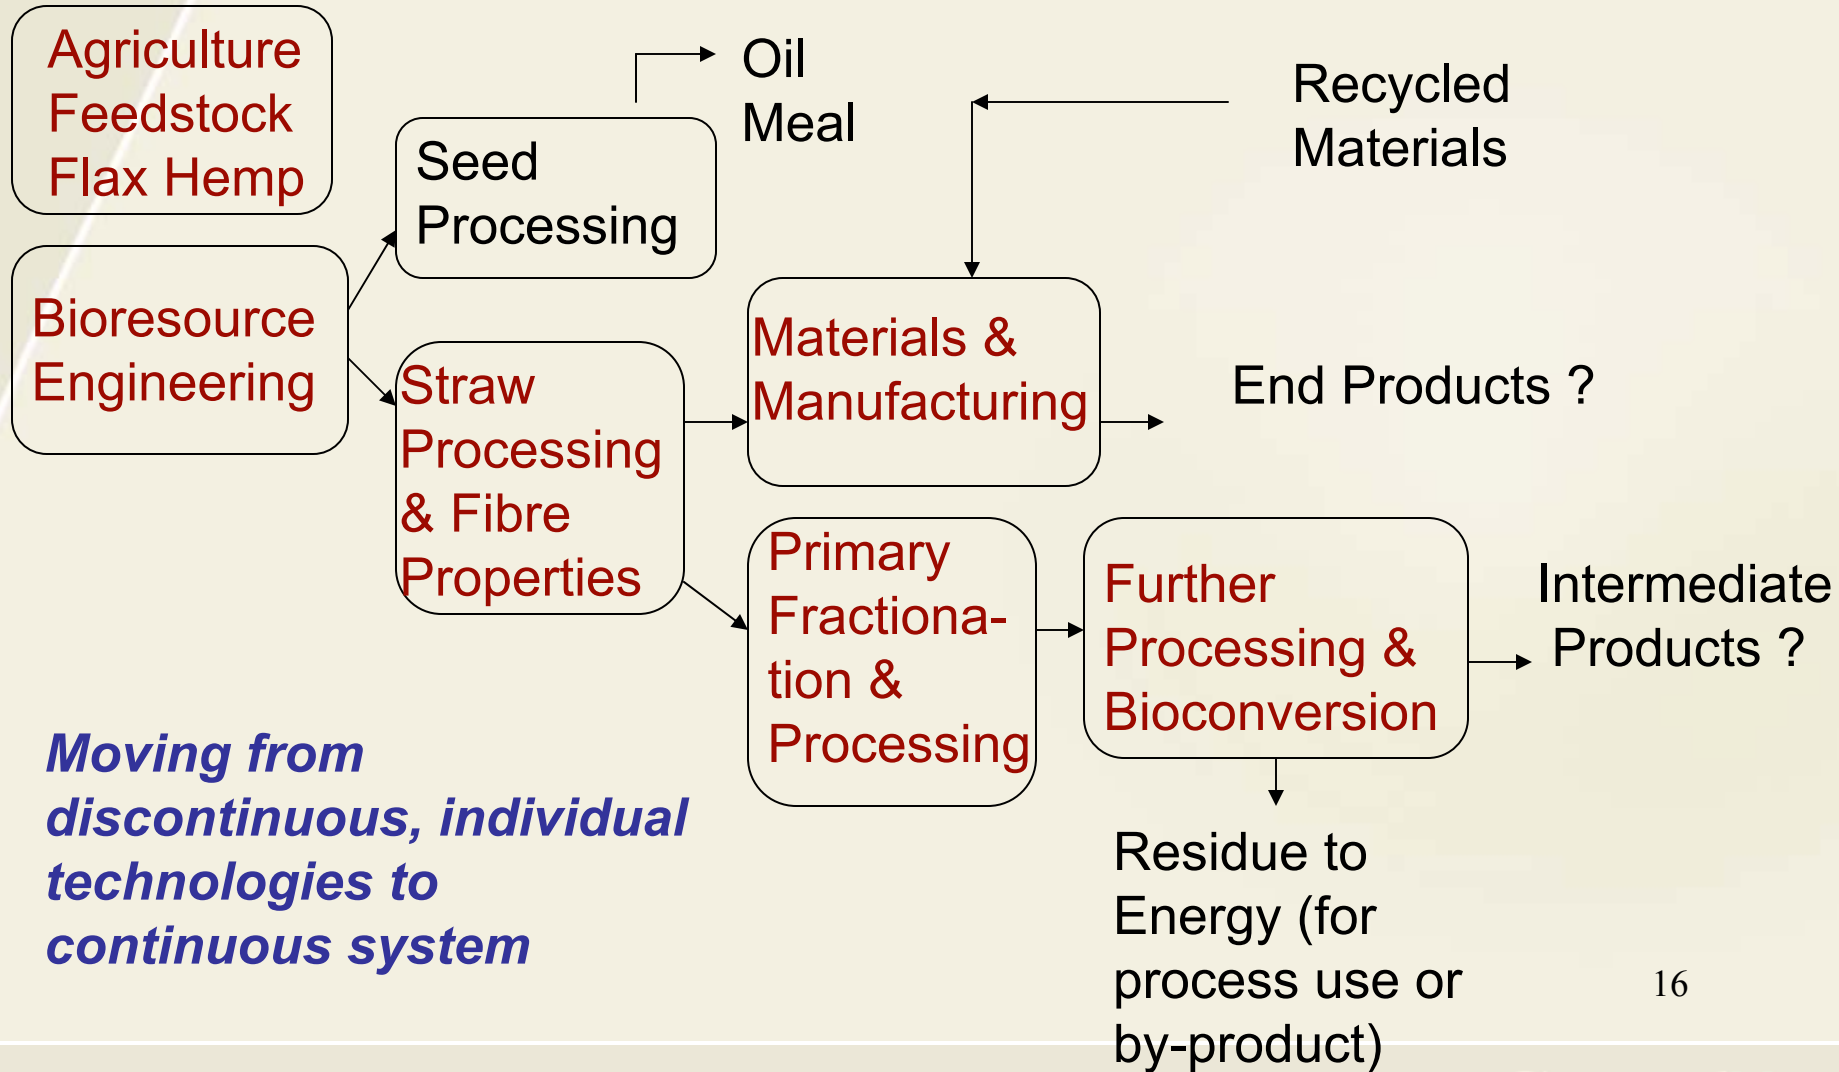 Agriculture
Feedstock
Flax Hemp
Bioresource
Engineering
Seed
Processing
Oil
Meal
Recycled
Materials
Straw
Processing
& Fibre
Properties
Materials &
Manufacturing
End Products ?
Primary
Fractiona-
tion &
Processing
Further
Processing &
Bioconversion
Intermediate
Products ?
Residue to
Energy (for
process use or
by-product)
Moving from
discontinuous, individual
technologies to
continuous system
16